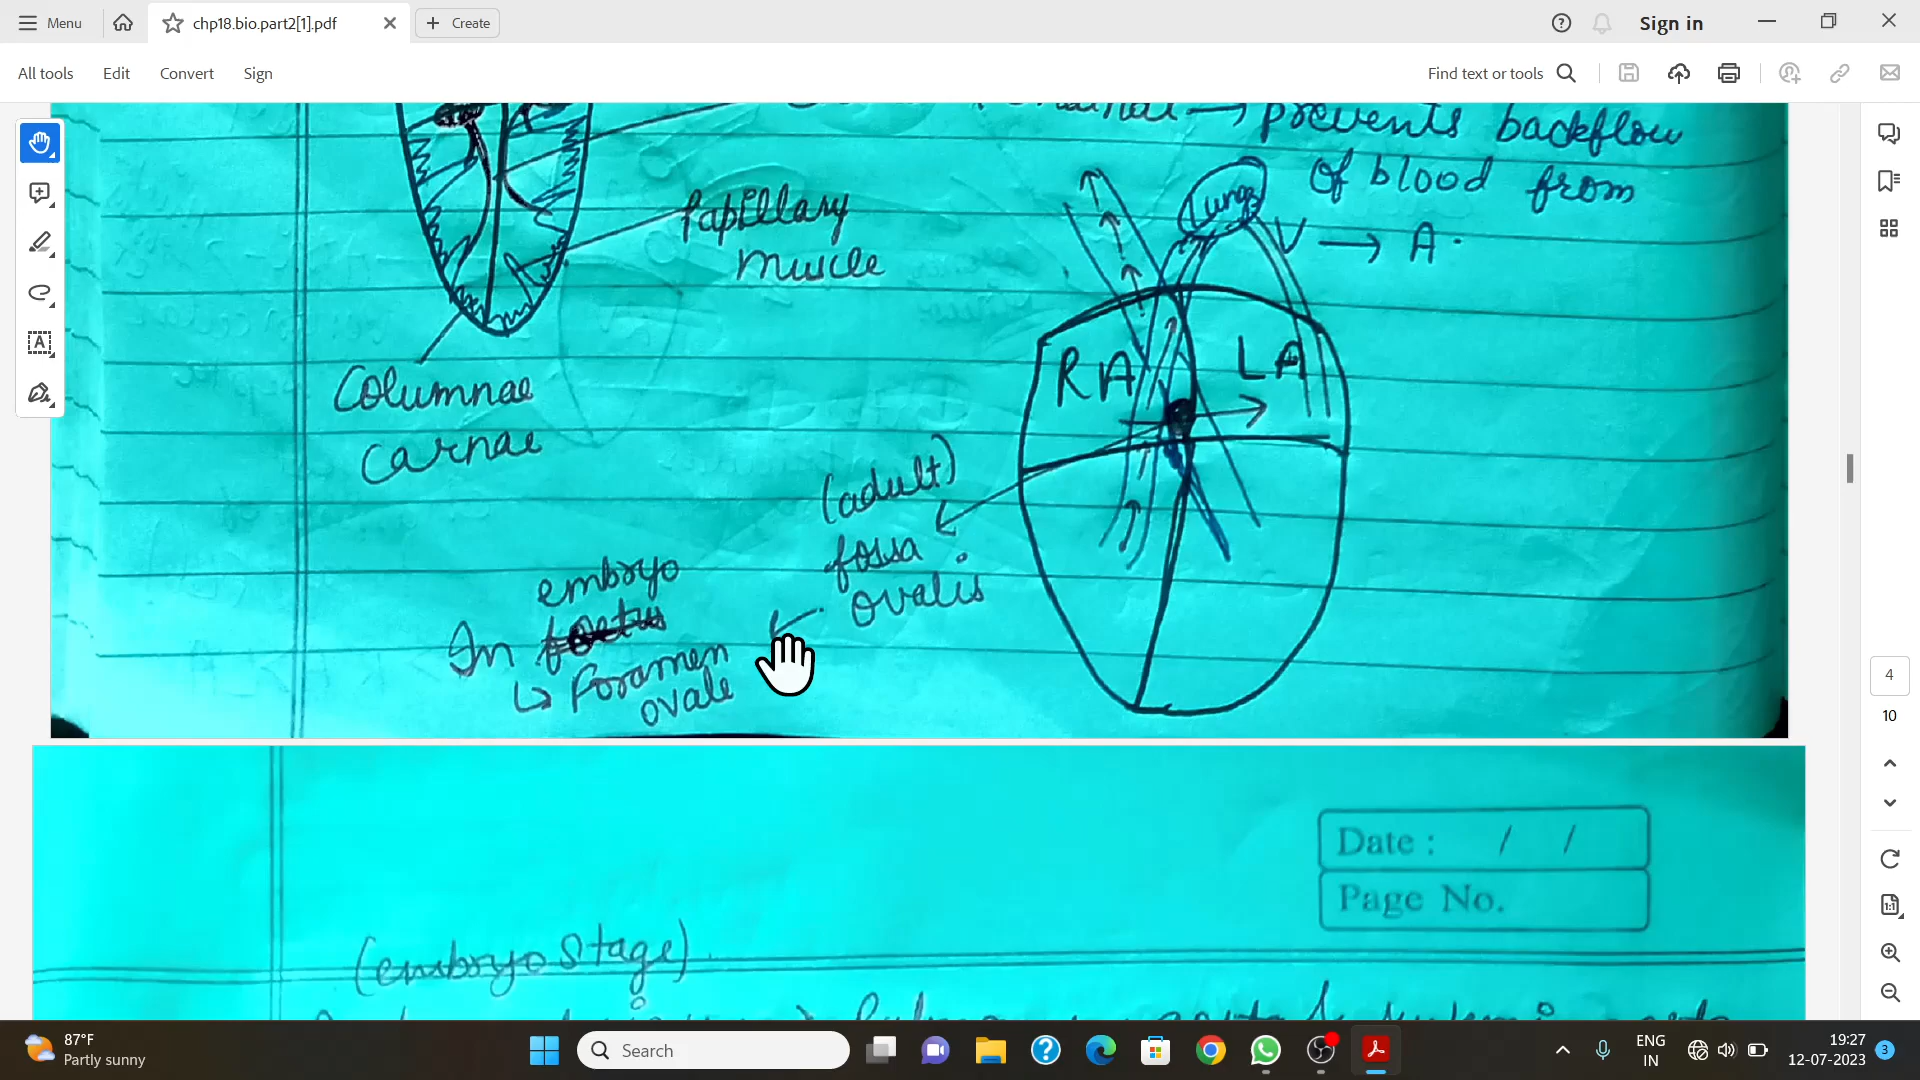 Menu
chp18.bio.part2[1].pdf
Create
Sign in
All tools
Edit
Convert
Sign
Find text or tools
→ prevents backflow
of blood from
V → A.
Lungs
Papillary
muscle
Columnae
carnae
RA
LA
(adult)
fossa
ovalis
embryo
In foetus
↳ Foramen
ovale
4
10
Date : / /
Page No.
(embryo stage)
87°F
Partly sunny
Search
ENG
IN
19:27
12-07-2023
3